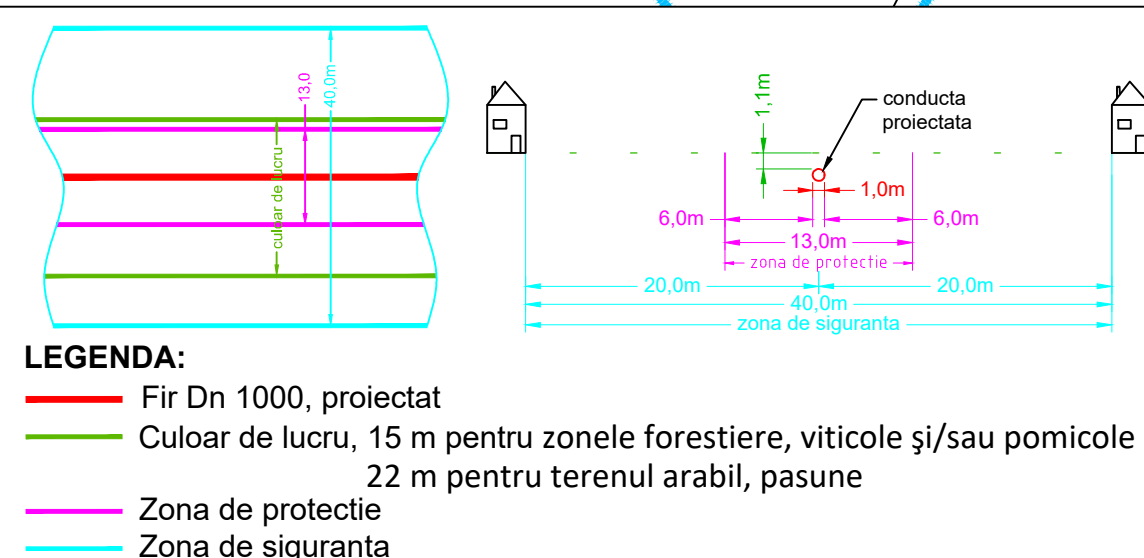 13,0
40,0m
culoar de lucru
1,1m
conducta
proiectata
1,0m
6,0m
6,0m
13,0m
zona de protectie
20,0m
20,0m
40,0m
zona de siguranta
LEGENDA:
Fir Dn 1000, proiectat
Culoar de lucru, 15 m pentru zonele forestiere, viticole şi/sau pomicole
22 m pentru terenul arabil, pasune
Zona de protectie
Zona de siguranta